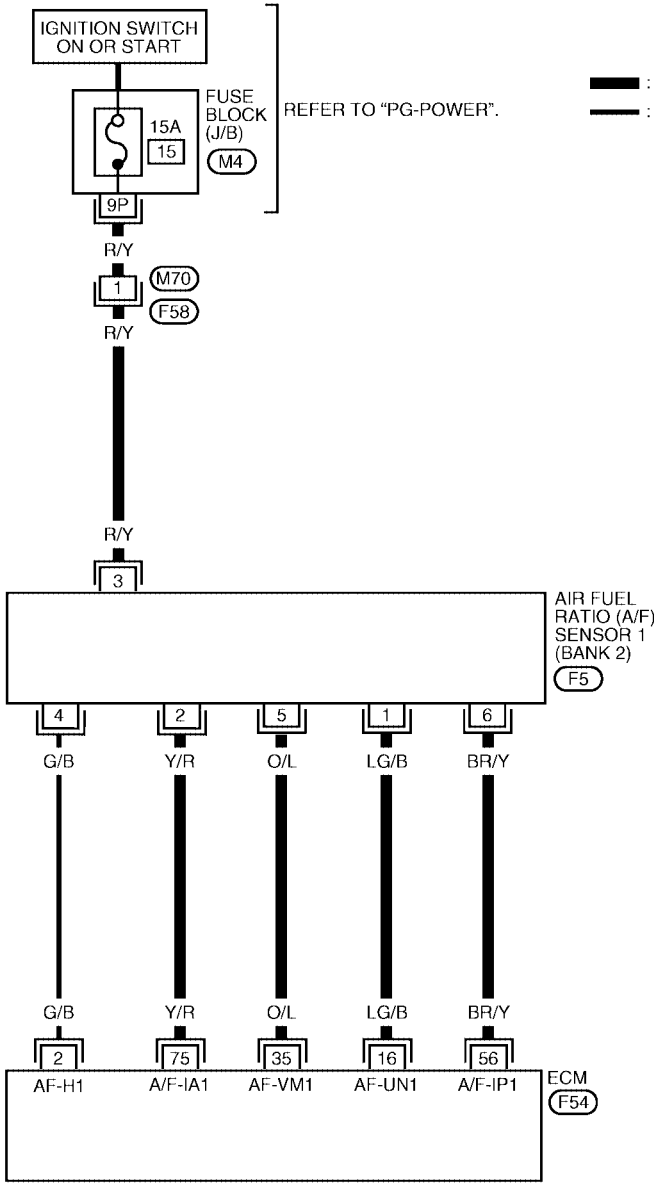 IGNITION SWITCH
ON OR START
FUSE
BLOCK
(J/B)
M4
15A
15
REFER TO "PG-POWER".
:
:
9P
R/Y
1
M70
F58
R/Y
R/Y
3
AIR FUEL
RATIO (A/F)
SENSOR 1
(BANK 2)
F5
4 2 5 1 6
G/B Y/R O/L LG/B BR/Y
G/B Y/R O/L LG/B BR/Y
2 75 35 16 56
AF-H1 A/F-IA1 AF-VM1 AF-UN1 A/F-IP1
ECM
F54